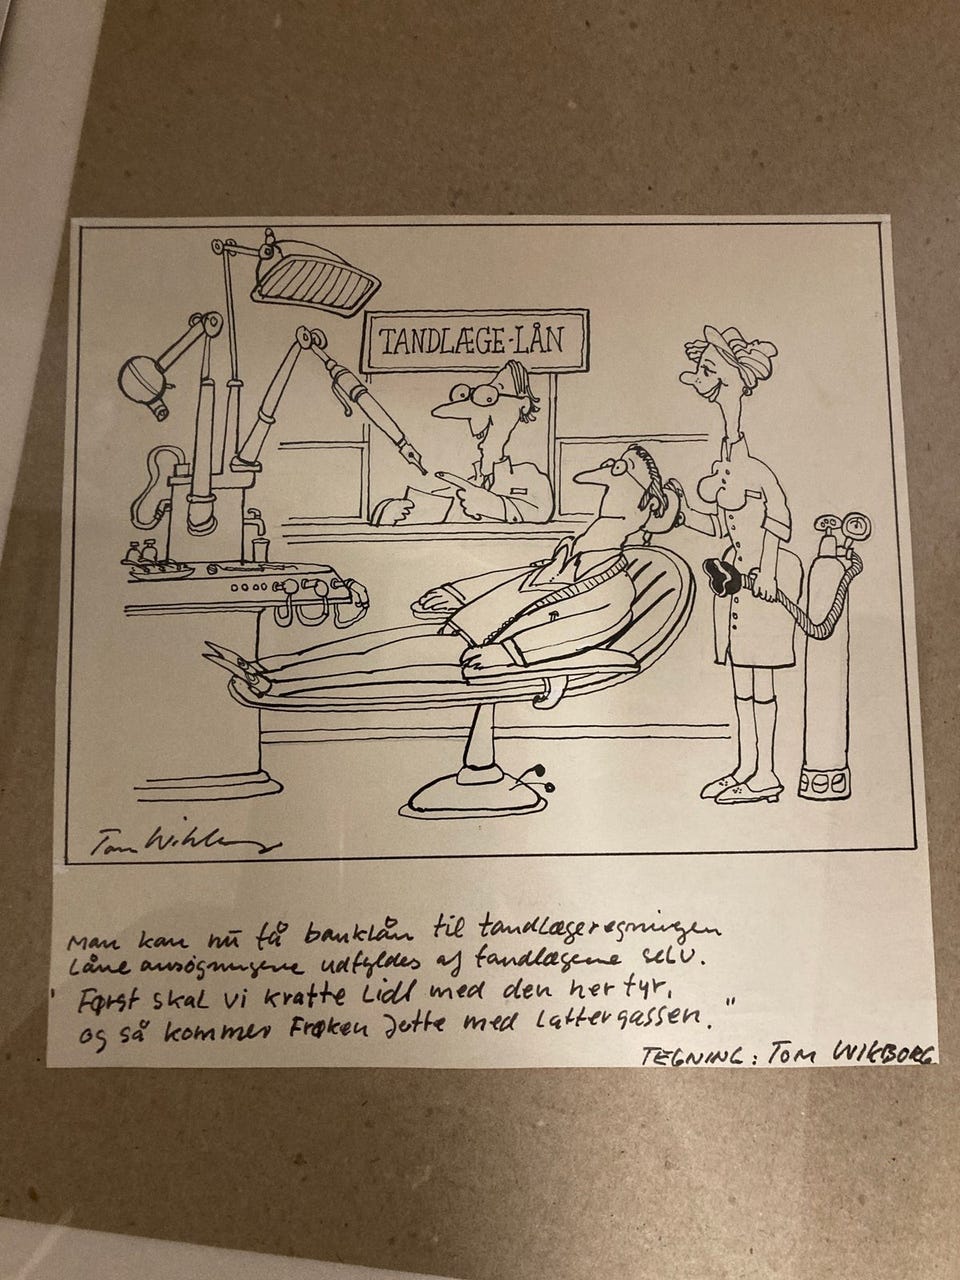 TANDLÆGE-LÅN
Tom Wikborg
Man kan nu få banklån til tandlægeregningen
Låneansøgningerne udfyldes af tandlægerne selv.
"Først skal vi kratte lidt med den her fyr,
og så kommer Frøken Jytte med Lattergassen."
TEGNING: TOM WIKBORG